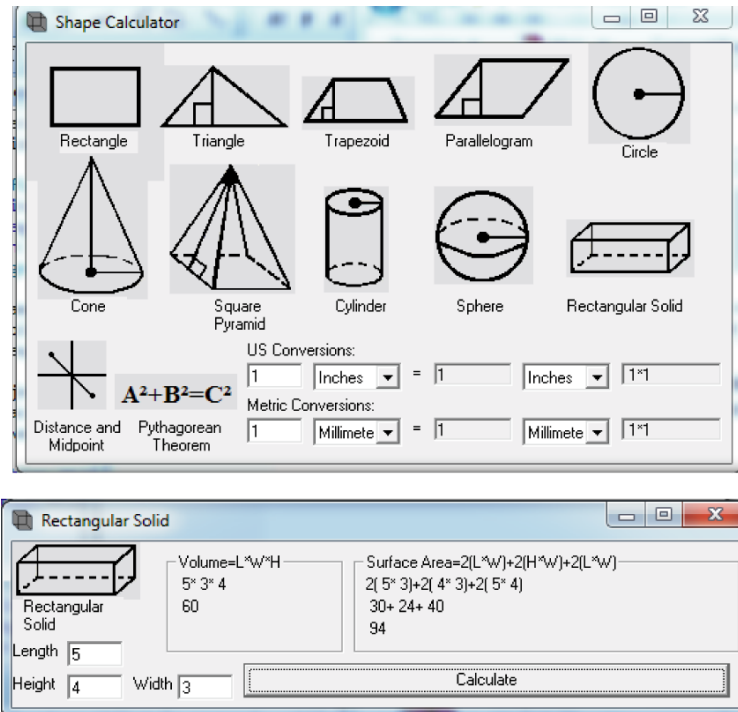 Shape Calculator
Rectangle
Triangle
Trapezoid
Parallelogram
Circle
Cone
Square
Pyramid
Cylinder
Sphere
Rectangular Solid
Distance and
Midpoint
A²+B²=C²
Pythagorean
Theorem
US Conversions:
1 Inches = 1 Inches 1*1
Metric Conversions:
1 Millimete = 1 Millimete 1*1
Rectangular Solid
Rectangular
Solid
Volume=L*W*H
5* 3* 4
60
Surface Area=2(L*W)+2(H*W)+2(L*W)
2( 5* 3)+2( 4* 3)+2( 5* 4)
30+ 24+ 40
94
Length 5
Height 4 Width 3
Calculate